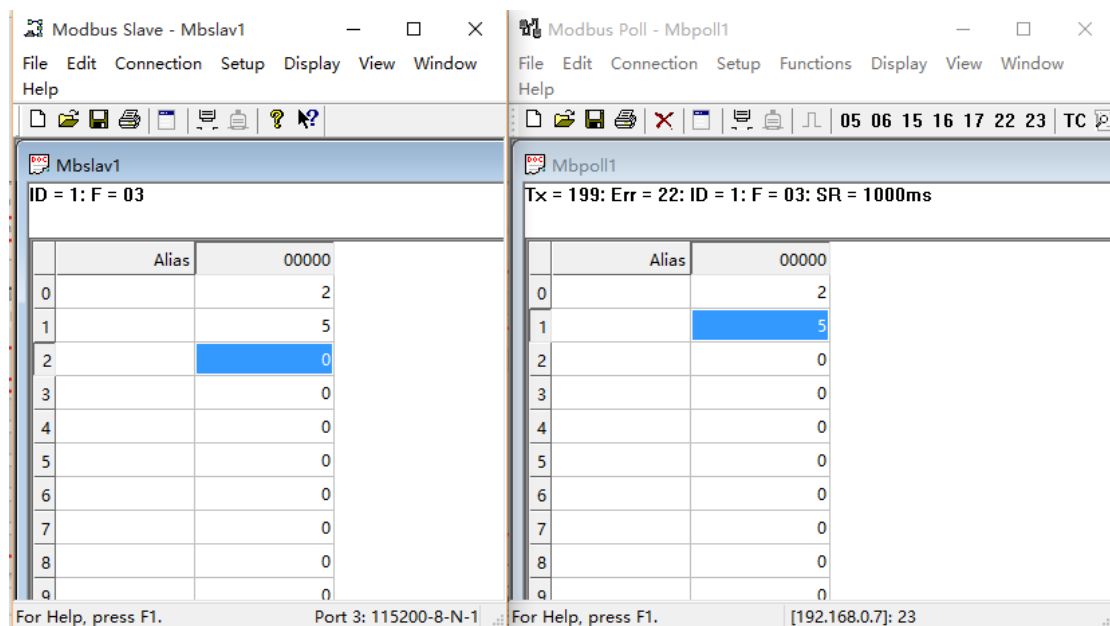 Modbus Slave - Mbslav1
File Edit Connection Setup Display View Window
Help
Mbslav1
ID = 1: F = 03
Alias 00000
0 2
1 5
2 0
3 0
4 0
5 0
6 0
7 0
8 0
9 0
For Help, press F1. Port 3: 115200-8-N-1
Modbus Poll - Mbpoll1
File Edit Connection Setup Functions Display View Window
Help
05 06 15 16 17 22 23 TC
Mbpoll1
Tx = 199: Err = 22: ID = 1: F = 03: SR = 1000ms
Alias 00000
0 2
1 5
2 0
3 0
4 0
5 0
6 0
7 0
8 0
9 0
For Help, press F1. [192.168.0.7]: 23